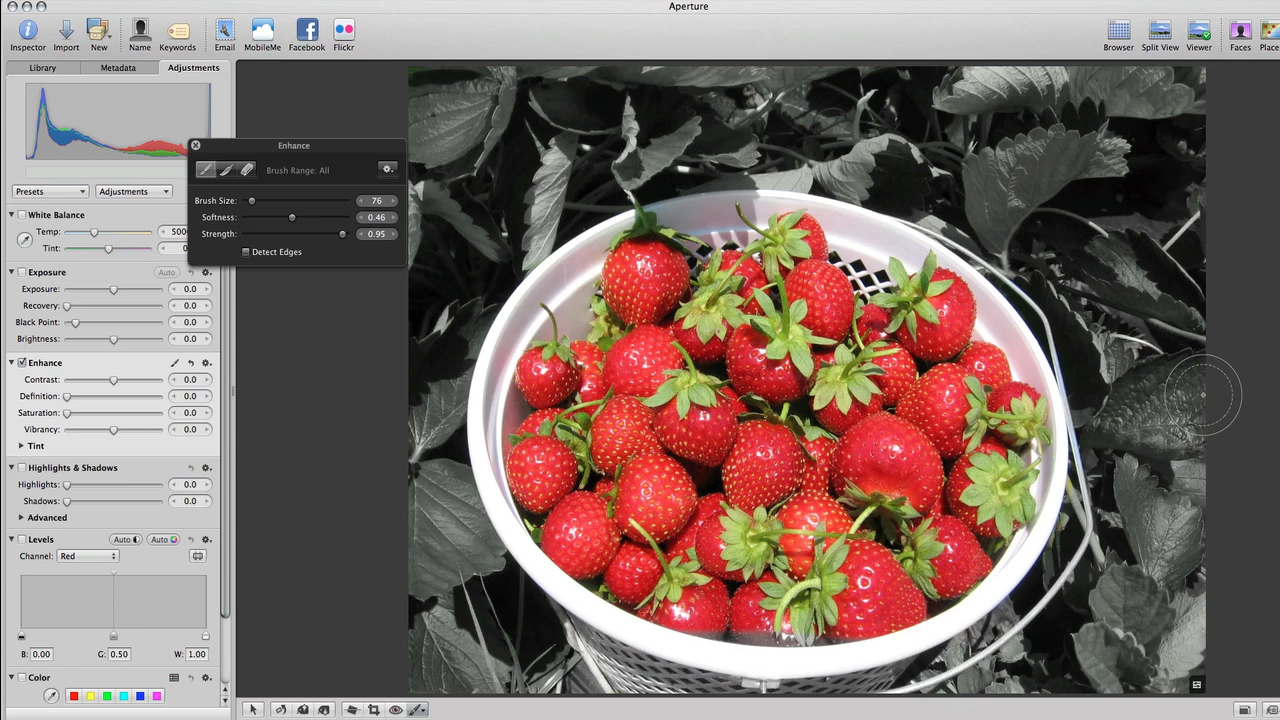 Aperture
Inspector Import New Name Keywords Email MobileMe Facebook Flickr Browser Split View Viewer Faces
Library Metadata Adjustments
Enhance
Brush Range: All
Presets Adjustments
Brush Size: 76
White Balance
Softness: 0.46
Temp:
Strength: 0.95
Tint:
Detect Edges
Exposure Auto
Exposure: 0.0
Recovery: 0.0
Black Point: 0.0
Brightness: 0.0
Enhance
Contrast: 0.0
Definition: 0.0
Saturation: 0.0
Vibrancy: 0.0
Tint
Highlights & Shadows
Highlights: 0.0
Shadows: 0.0
Advanced
Levels Auto Auto
Channel: Red
B: 0.00 G: 0.50 W: 1.00
Color